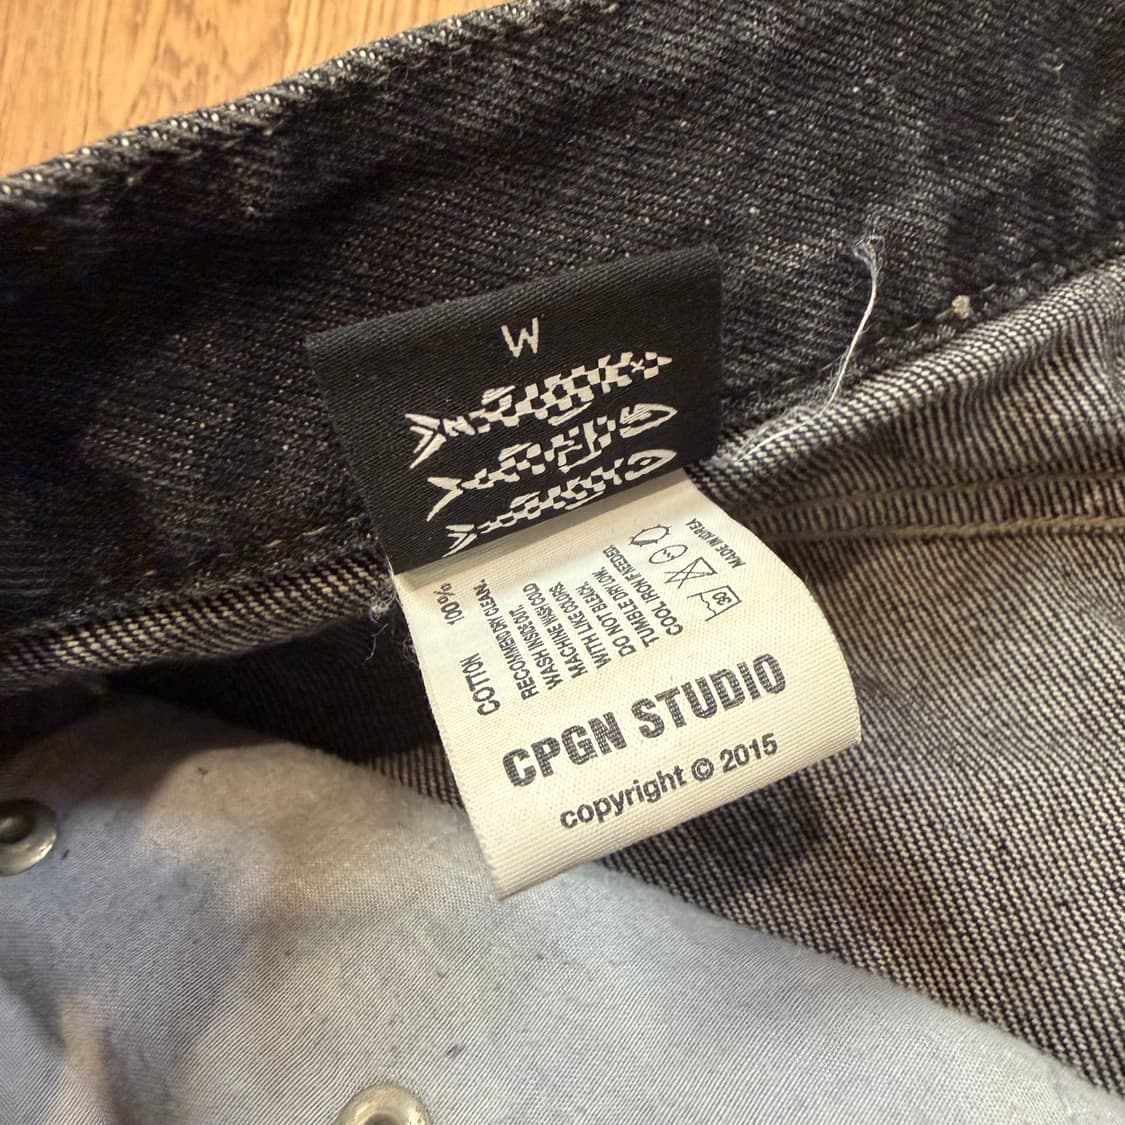 W
COTTON 100%
RECOMMEND DRY CLEAN.
WASH INSIDE OUT.
MACHINE WASH COLD
WITH LIKE COLORS.
DO NOT BLEACH.
TUMBLE DRY LOW.
COOL IRON IF NEEDED.
30
MADE IN KOREA
CPGN STUDIO
copyright © 2015